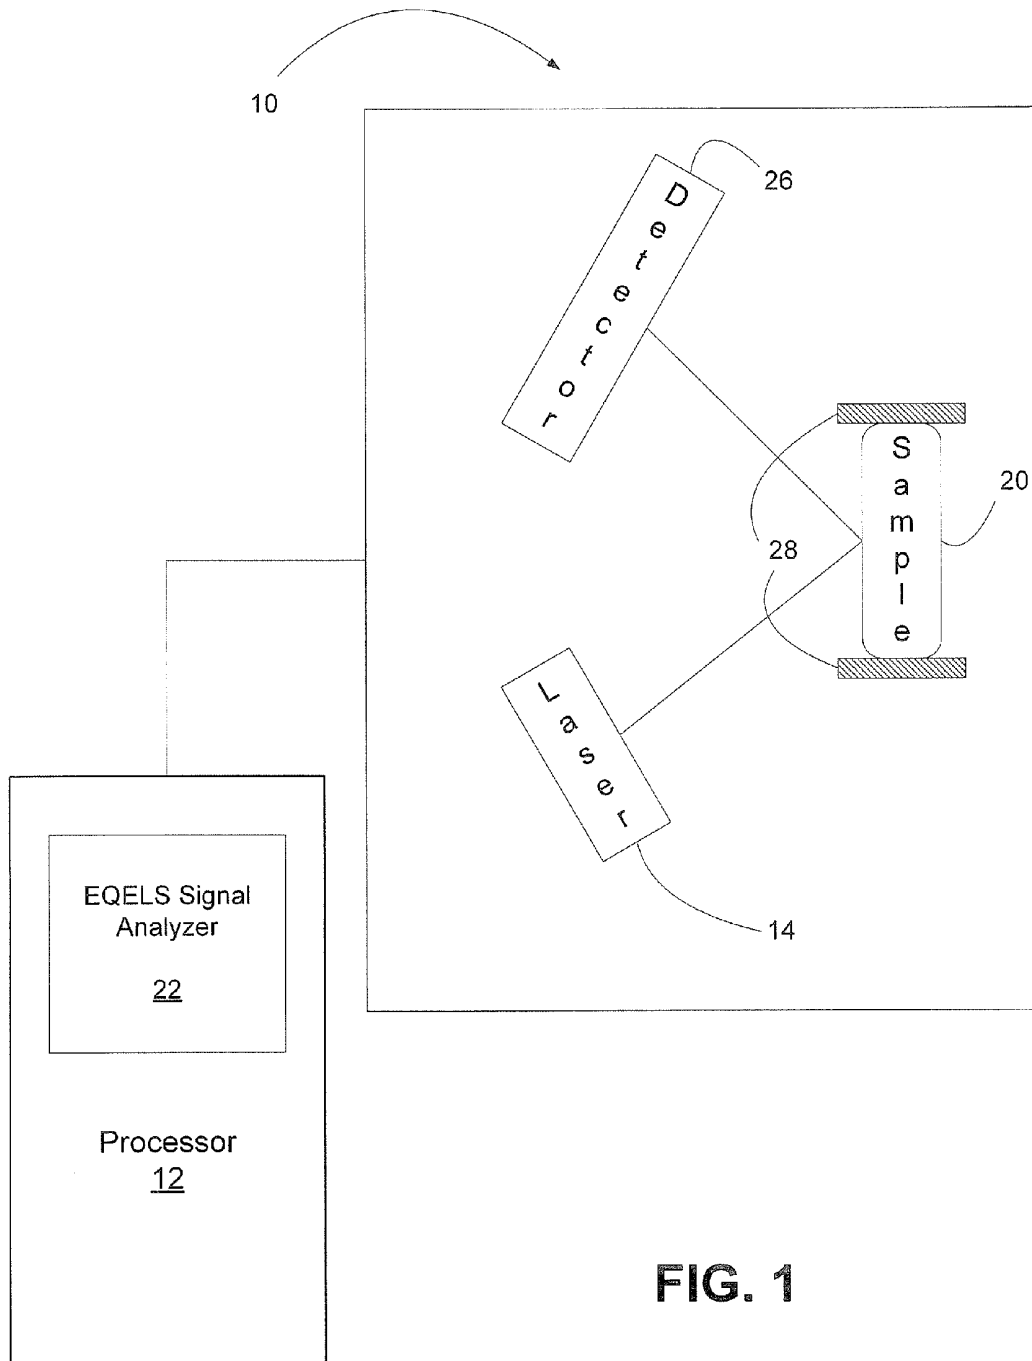 10
26
Detector
Sample
20
28
Laser
14
EQELS Signal
Analyzer
22
Processor
12
FIG. 1